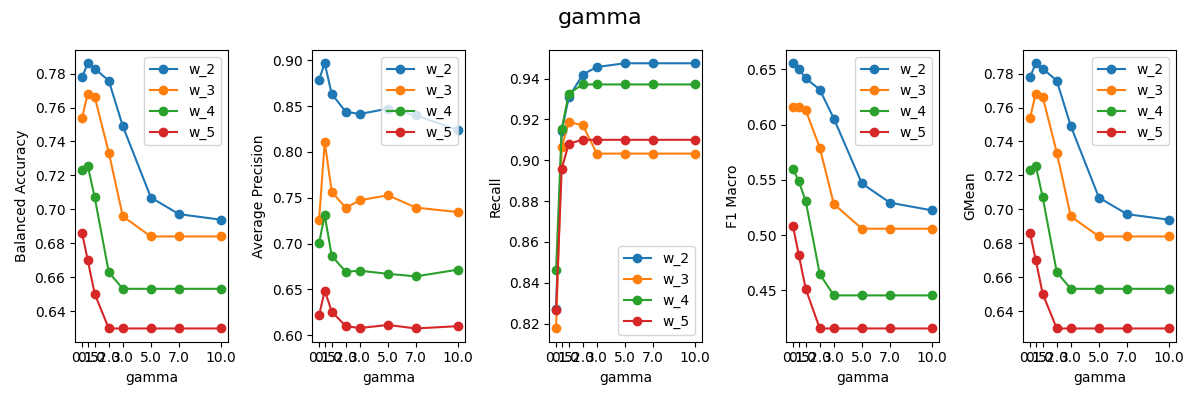 gamma
Balanced Accuracy
0.78
0.76
0.74
0.72
0.70
0.68
0.66
0.64
w_2
w_3
w_4
w_5
5.0 7.0 10.0
gamma
Average Precision
0.90
0.85
0.80
0.75
0.70
0.65
0.60
w_2
w_3
w_4
w_5
5.0 7.0 10.0
gamma
Recall
0.94
0.92
0.90
0.88
0.86
0.84
0.82
w_2
w_3
w_4
w_5
5.0 7.0 10.0
gamma
F1 Macro
0.65
0.60
0.55
0.50
0.45
w_2
w_3
w_4
w_5
5.0 7.0 10.0
gamma
GMean
0.78
0.76
0.74
0.72
0.70
0.68
0.66
0.64
w_2
w_3
w_4
w_5
5.0 7.0 10.0
gamma